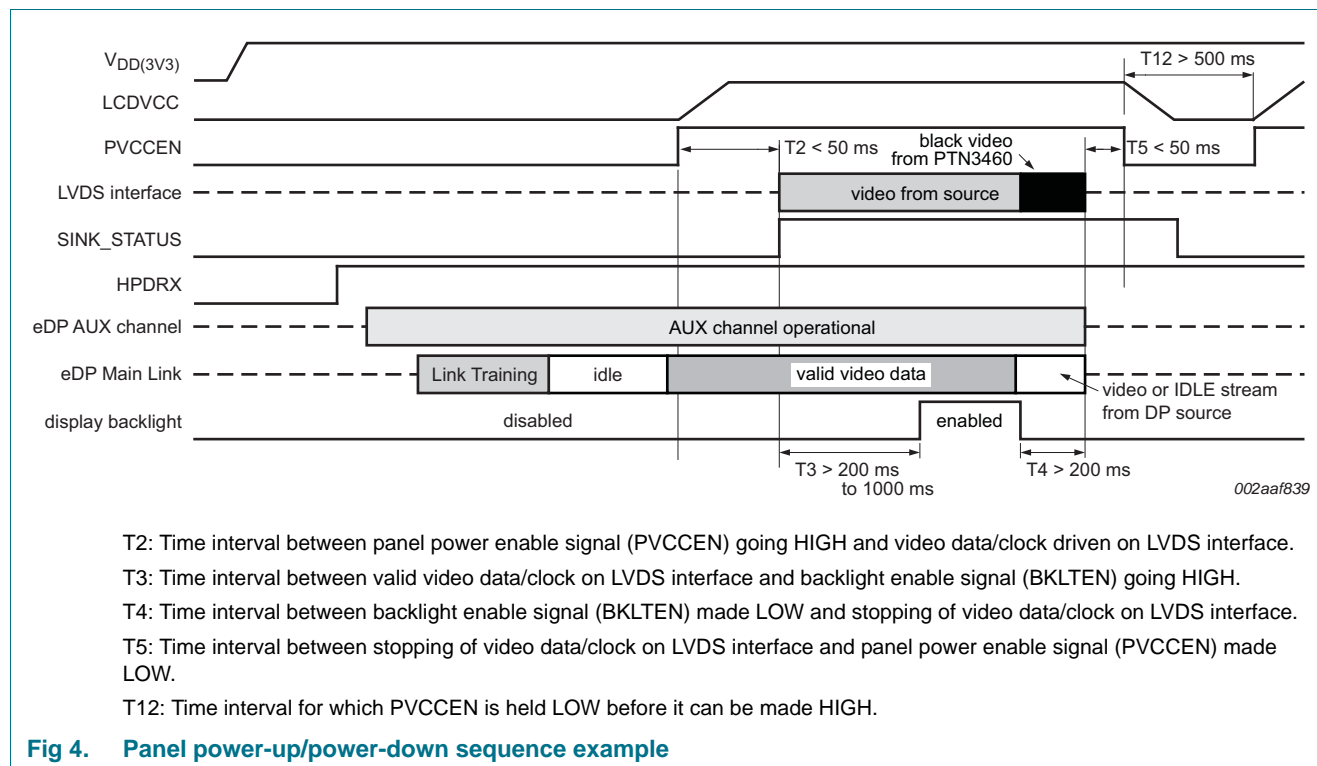 VDD(3V3)
T12 > 500 ms
LCDVCC
PVCCEN
T2 < 50 ms
black video
from PTN3460
T5 < 50 ms
LVDS interface
video from source
SINK_STATUS
HPDRX
eDP AUX channel
AUX channel operational
eDP Main Link
Link Training
idle
valid video data
video or IDLE stream
from DP source
display backlight
disabled
enabled
T3 > 200 ms
to 1000 ms
T4 > 200 ms
002aaf839
T2: Time interval between panel power enable signal (PVCCEN) going HIGH and video data/clock driven on LVDS interface.
T3: Time interval between valid video data/clock on LVDS interface and backlight enable signal (BKLTEN) going HIGH.
T4: Time interval between backlight enable signal (BKLTEN) made LOW and stopping of video data/clock on LVDS interface.
T5: Time interval between stopping of video data/clock on LVDS interface and panel power enable signal (PVCCEN) made
LOW.
T12: Time interval for which PVCCEN is held LOW before it can be made HIGH.
Fig 4. Panel power-up/power-down sequence example